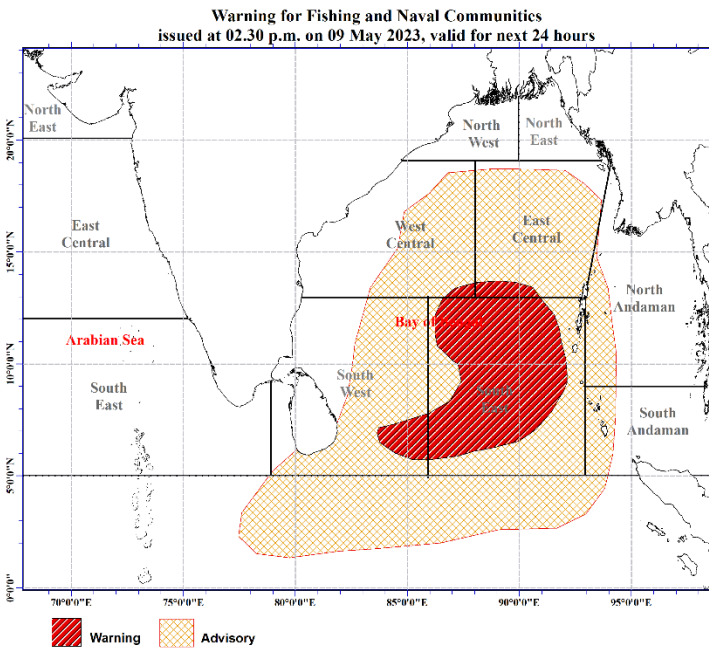 Warning for Fishing and Naval Communities
issued at 02.30 p.m. on 09 May 2023, valid for next 24 hours
North
East
North
West
North
East
East
Central
West
Central
East
Central
North
Andaman
Arabian Sea
Bay of Bengal
South
East
South
West
South
East
South
Andaman
20°0'0"N
15°0'0"N
10°0'0"N
5°0'0"N
0°0'0"
70°0'0"E
75°0'0"E
80°0'0"E
85°0'0"E
90°0'0"E
95°0'0"E
Warning
Advisory